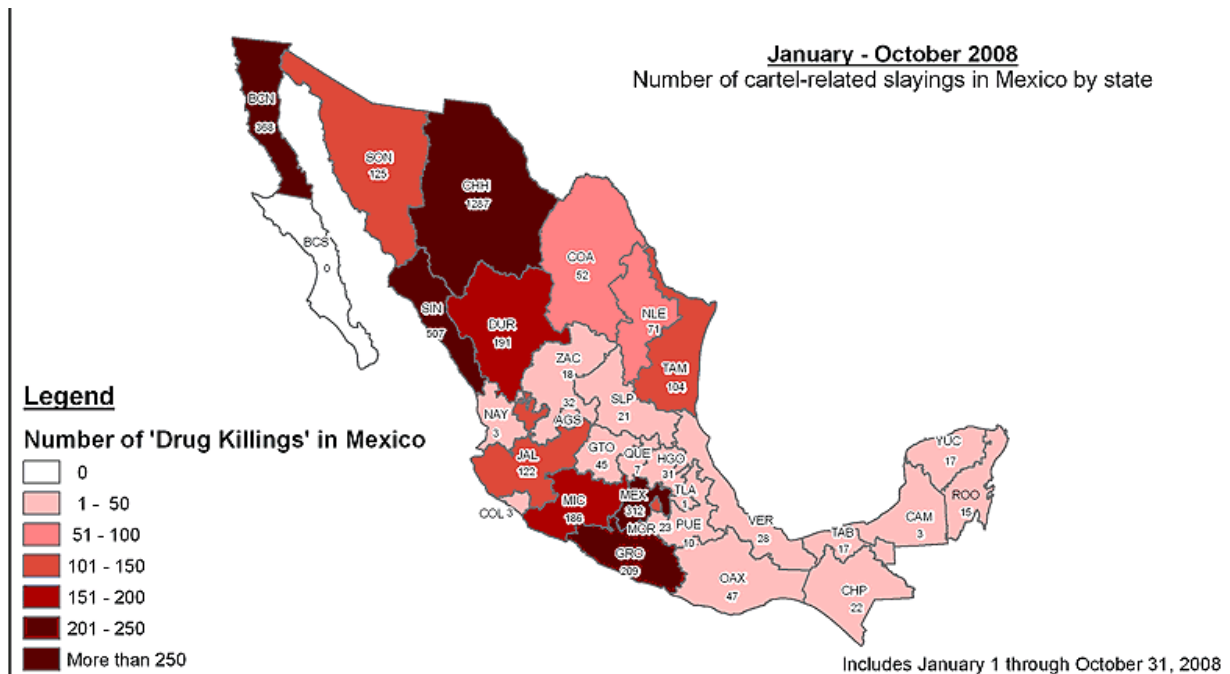 January - October 2008
Number of cartel-related slayings in Mexico by state
BCN
368
SON
125
CHH
1287
BCS
0
COA
52
SIN
507
DUR
191
NLE
71
TAM
104
ZAC
18
SLP
21
32
AGS
NAY
3
GTO
45
QUE
7
HGO
31
JAL
122
TLA
1
MEX
312
MIC
186
COL 3
MOR
23
PUE
10
VER
28
GRO
209
OAX
47
TAB
17
CHP
22
CAM
3
YUC
17
ROO
15
Legend
Number of 'Drug Killings' in Mexico
0
1 - 50
51 - 100
101 - 150
151 - 200
201 - 250
More than 250
Includes January 1 through October 31, 2008